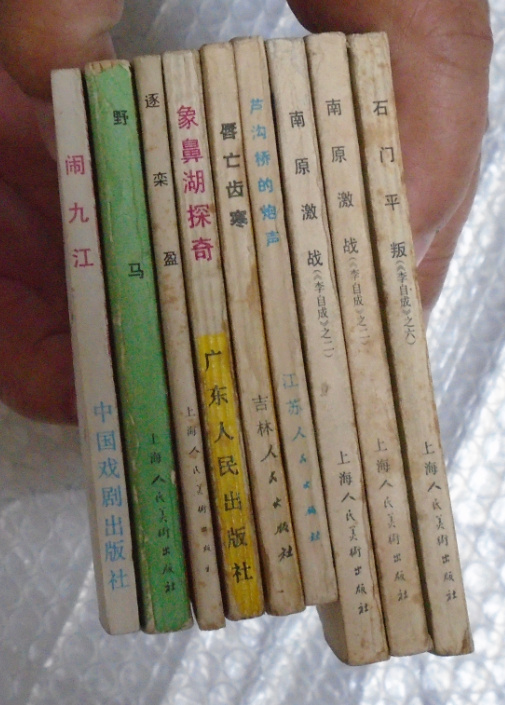 闹九江
中国戏剧出版社
野马
上海人民美術出版社
逐栾盈
上海人民美術出版社
象鼻湖探奇
广东人民出版社
唇亡齿寒
吉林人民出版社
芦沟桥的炮声
江苏人民出版社
南原激战(《李自成》之二)
上海人民美術出版社
南原激战(《李自成》之二)
上海人民美術出版社
石门平叛(《李自成》之六)
上海人民美術出版社